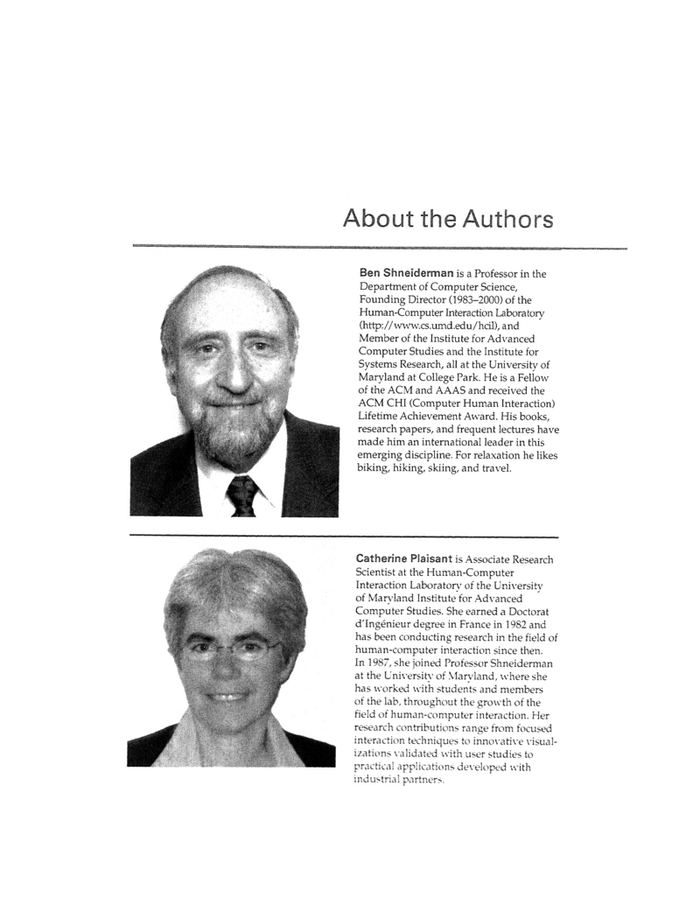 About the Authors
Ben Shneiderman is a Professor in the
Department of Computer Science,
Founding Director (1983–2000) of the
Human-Computer Interaction Laboratory
(http://www.cs.umd.edu/hcil), and
Member of the Institute for Advanced
Computer Studies and the Institute for
Systems Research, all at the University of
Maryland at College Park. He is a Fellow
of the ACM and AAAS and received the
ACM CHI (Computer Human Interaction)
Lifetime Achievement Award. His books,
research papers, and frequent lectures have
made him an international leader in this
emerging discipline. For relaxation he likes
biking, hiking, skiing, and travel.
Catherine Plaisant is Associate Research
Scientist at the Human-Computer
Interaction Laboratory of the University
of Maryland Institute for Advanced
Computer Studies. She earned a Doctorat
d'Ingénieur degree in France in 1982 and
has been conducting research in the field of
human-computer interaction since then.
In 1987, she joined Professor Shneiderman
at the University of Maryland, where she
has worked with students and members
of the lab, throughout the growth of the
field of human-computer interaction. Her
research contributions range from focused
interaction techniques to innovative visual-
izations validated with user studies to
practical applications developed with
industrial partners.